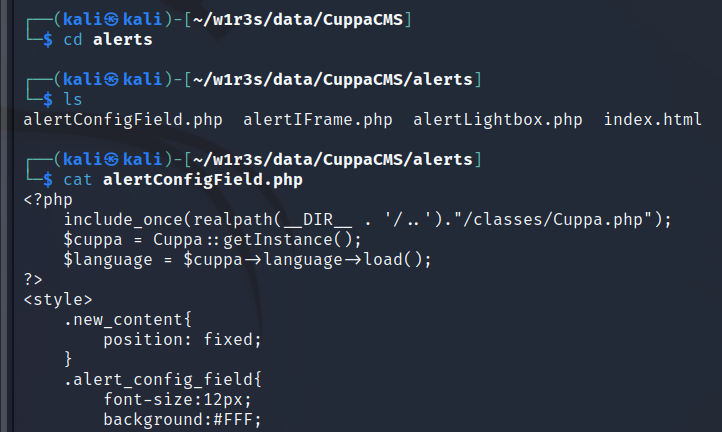 ┌──(kali㉿kali)-[~/w1r3s/data/CuppaCMS]
└─$ cd alerts
┌──(kali㉿kali)-[~/w1r3s/data/CuppaCMS/alerts]
└─$ ls
alertConfigField.php  alertIFrame.php  alertLightbox.php  index.html
┌──(kali㉿kali)-[~/w1r3s/data/CuppaCMS/alerts]
└─$ cat alertConfigField.php
<?php
    include_once(realpath(__DIR__ . '/..')."/classes/Cuppa.php");
    $cuppa = Cuppa::getInstance();
    $language = $cuppa->language->load();
?>
<style>
    .new_content{
        position: fixed;
    }
    .alert_config_field{
        font-size:12px;
        background:#FFF;